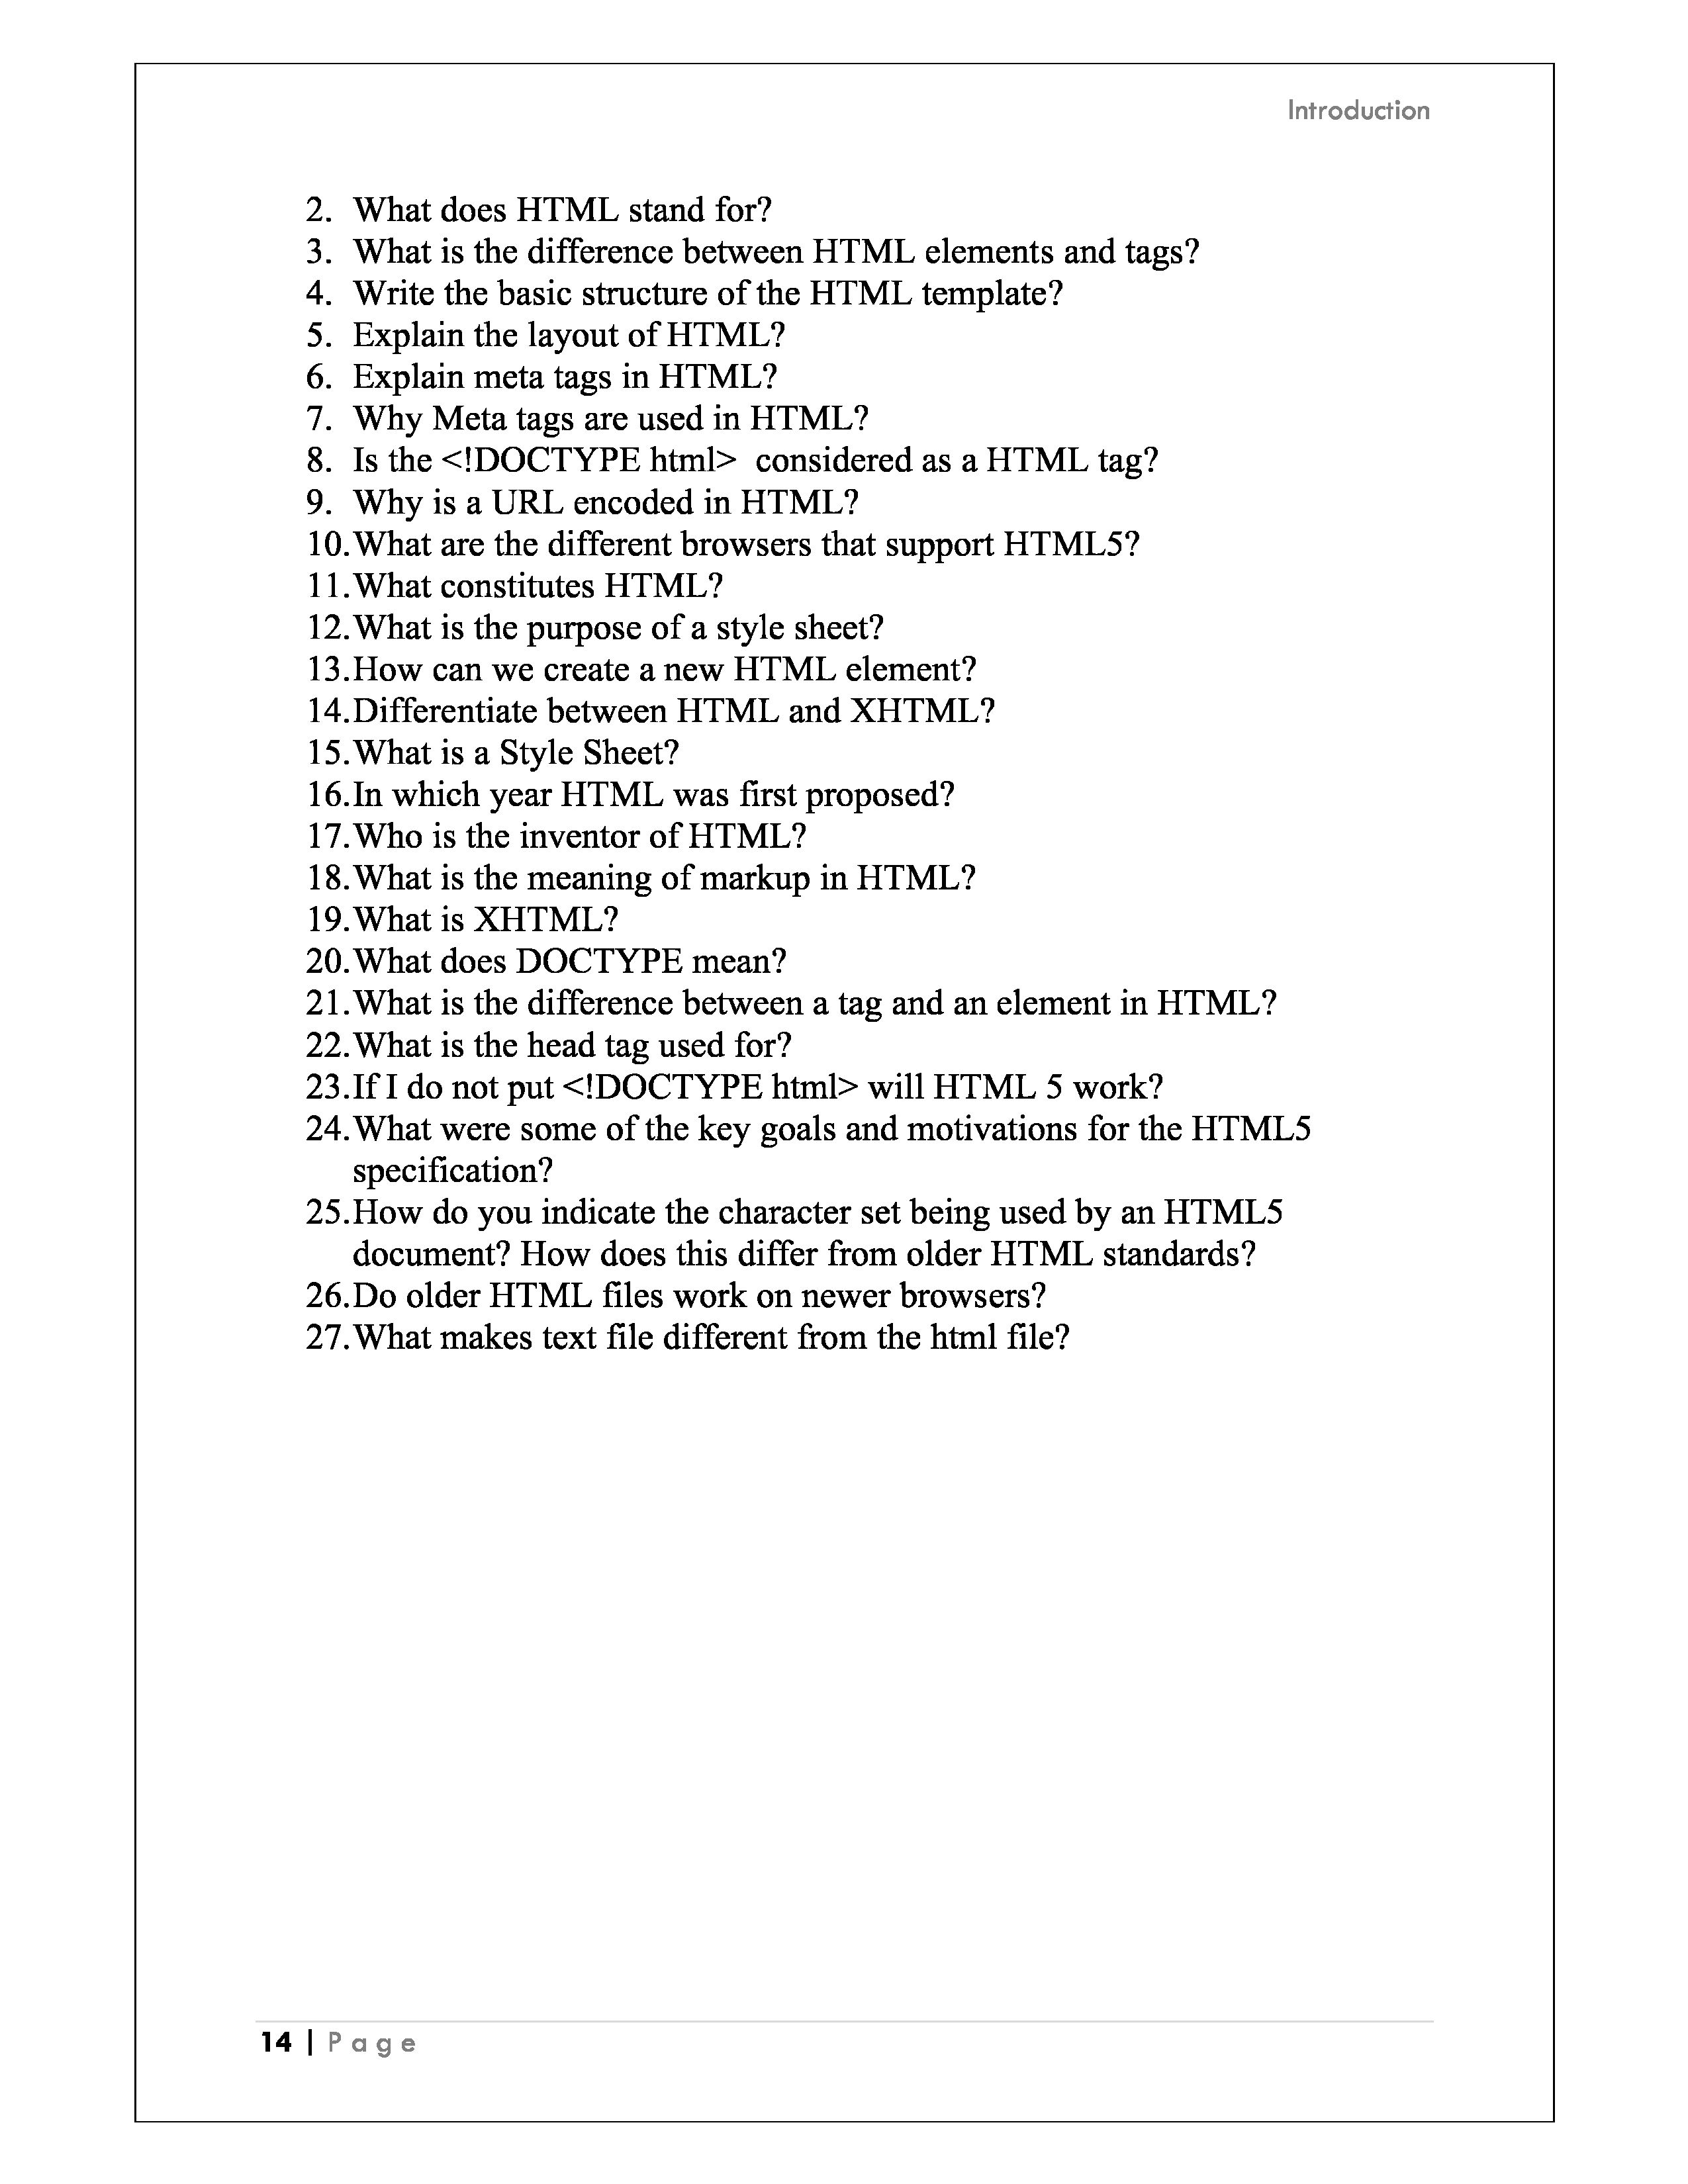 Introduction
2. What does HTML stand for?
3. What is the difference between HTML elements and tags?
4. Write the basic structure of the HTML template?
5. Explain the layout of HTML?
6. Explain meta tags in HTML?
7. Why Meta tags are used in HTML?
8. Is the <!DOCTYPE html>  considered as a HTML tag?
9. Why is a URL encoded in HTML?
10.What are the different browsers that support HTML5?
11.What constitutes HTML?
12.What is the purpose of a style sheet?
13.How can we create a new HTML element?
14.Differentiate between HTML and XHTML?
15.What is a Style Sheet?
16.In which year HTML was first proposed?
17.Who is the inventor of HTML?
18.What is the meaning of markup in HTML?
19.What is XHTML?
20.What does DOCTYPE mean?
21.What is the difference between a tag and an element in HTML?
22.What is the head tag used for?
23.If I do not put <!DOCTYPE html> will HTML 5 work?
24.What were some of the key goals and motivations for the HTML5
specification?
25.How do you indicate the character set being used by an HTML5
document? How does this differ from older HTML standards?
26.Do older HTML files work on newer browsers?
27.What makes text file different from the html file?
14 | Page